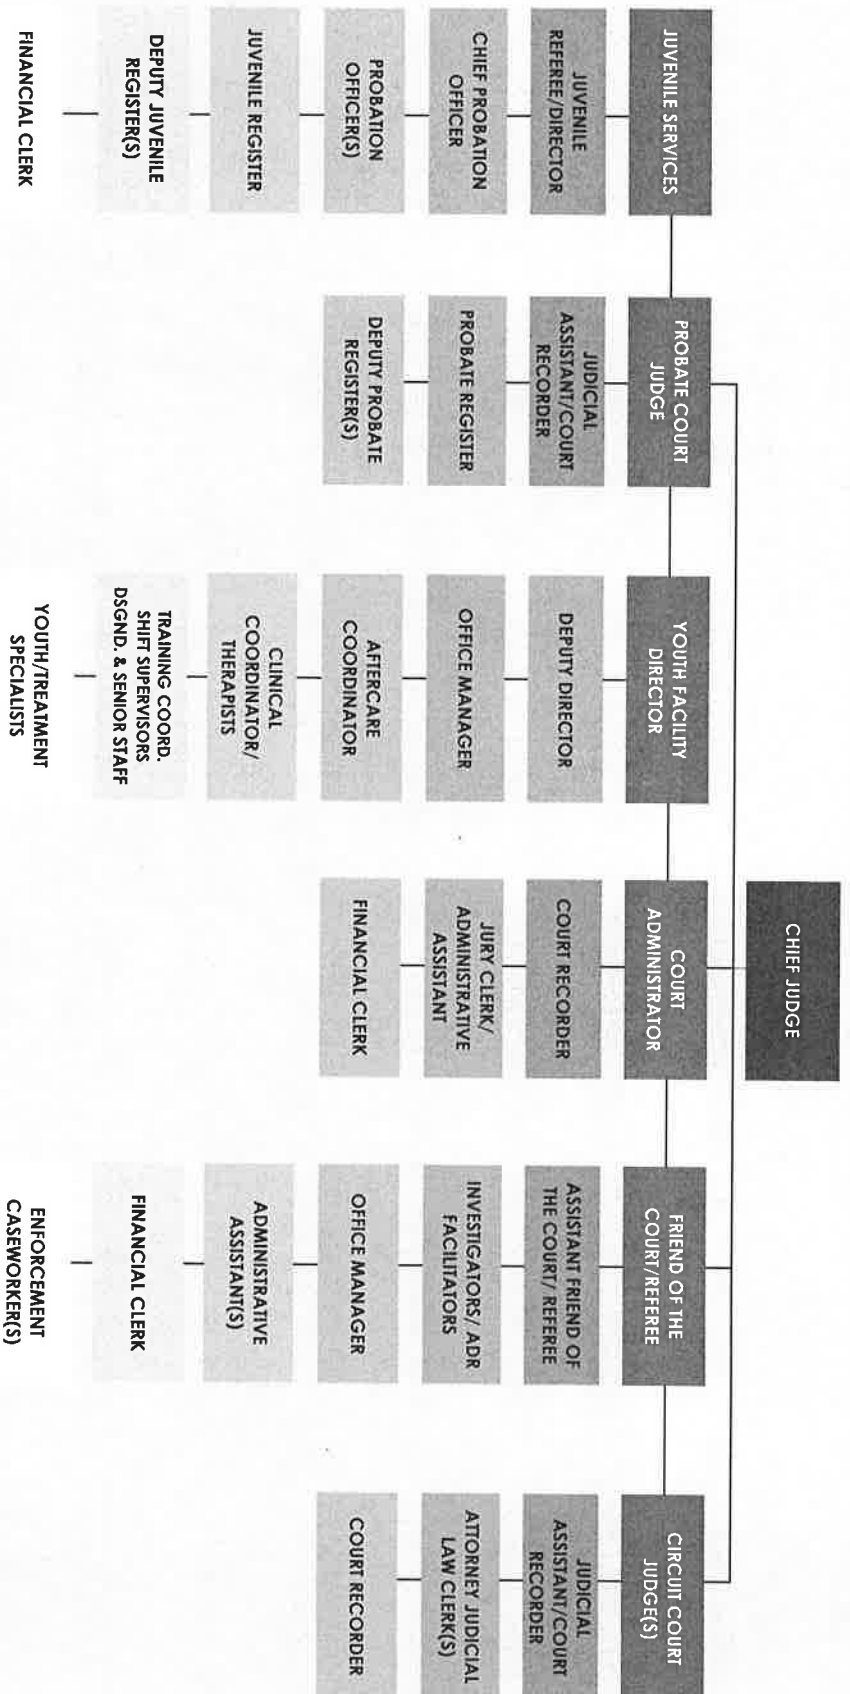 CHIEF JUDGE
JUVENILE SERVICES
PROBATE COURT
JUDGE
YOUTH FACILITY
DIRECTOR
COURT
ADMINISTRATOR
FRIEND OF THE
COURT/REFEREE
CIRCUIT COURT
JUDGE(S)
JUVENILE
REFEREE/DIRECTOR
CHIEF PROBATION
OFFICER
PROBATION
OFFICER(S)
JUVENILE REGISTER
DEPUTY JUVENILE
REGISTER(S)
FINANCIAL CLERK
JUDICIAL
ASSISTANT/COURT
RECORDER
PROBATE REGISTER
DEPUTY PROBATE
REGISTER(S)
DEPUTY DIRECTOR
OFFICE MANAGER
AFTERCARE
COORDINATOR
CLINICAL
COORDINATOR/
THERAPISTS
TRAINING COORD.
SHIFT SUPERVISORS
DSGND. & SENIOR STAFF
YOUTH/TREATMENT
SPECIALISTS
COURT RECORDER
JURY CLERK/
ADMINISTRATIVE
ASSISTANT
FINANCIAL CLERK
ASSISTANT FRIEND OF
THE COURT/ REFEREE
INVESTIGATORS/ ADR
FACILITATORS
OFFICE MANAGER
ADMINISTRATIVE
ASSISTANT(S)
FINANCIAL CLERK
ENFORCEMENT
CASEWORKER(S)
JUDICIAL
ASSISTANT/COURT
RECORDER
ATTORNEY JUDICIAL
LAW CLERK(S)
COURT RECORDER